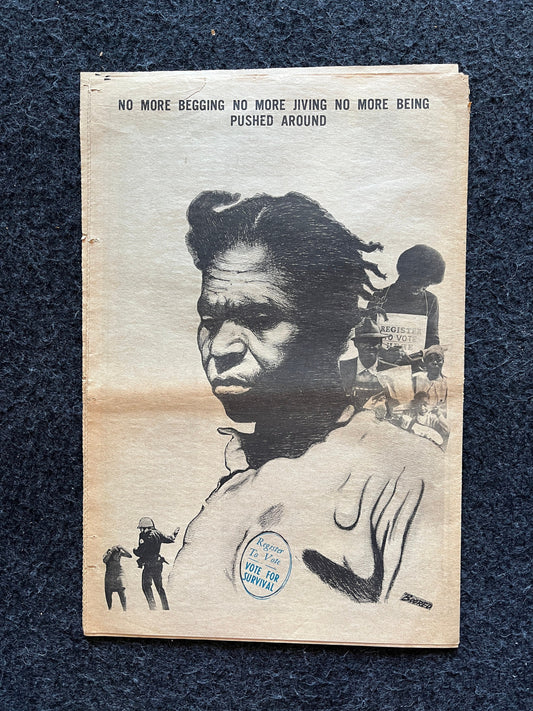 NO MORE BEGGING NO MORE JIVING NO MORE BEING
PUSHED AROUND
REGISTER
TO VOTE
HERE
Register
To Vote
VOTE FOR
SURVIVAL